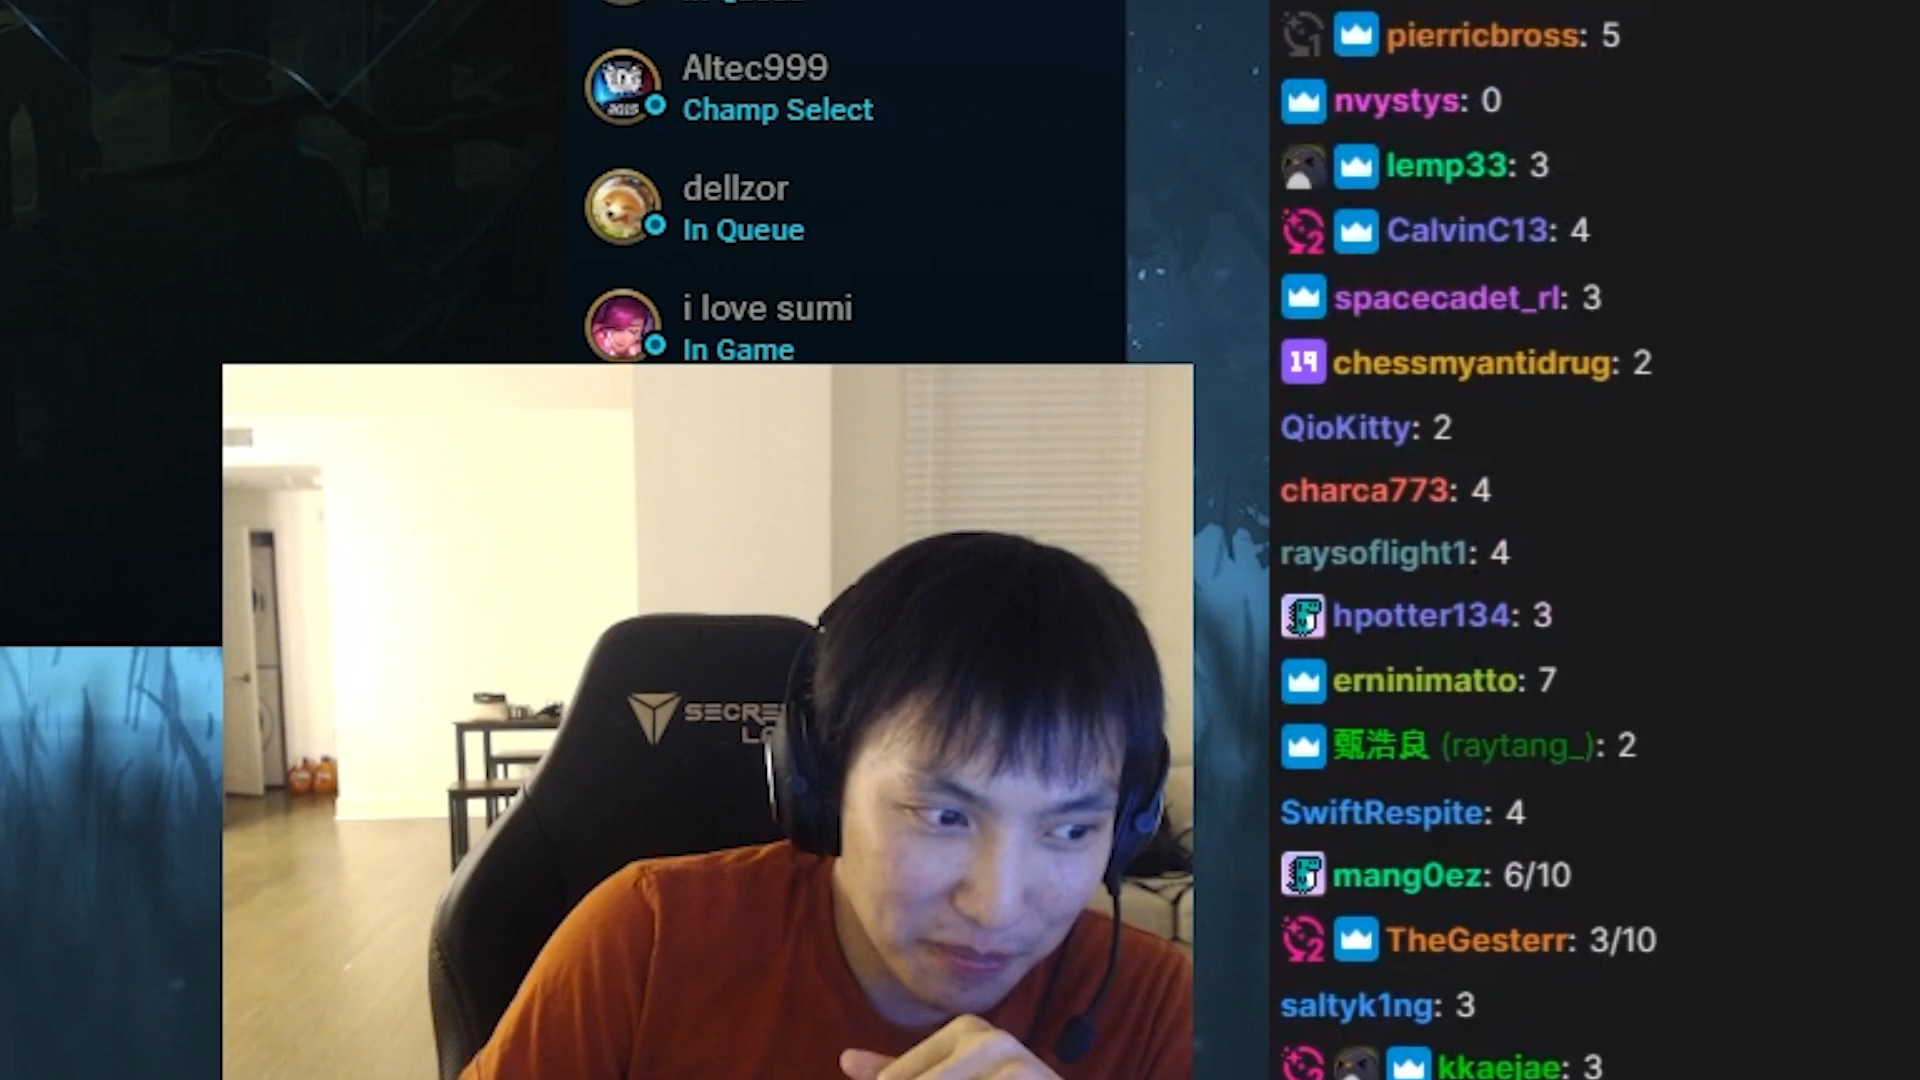 Altec999
Champ Select
dellzor
In Queue
i love sumi
In Game
SECRE
LA
pierricbross: 5
nvystys: 0
lemp33: 3
CalvinC13: 4
spacecadet_rl: 3
19 chessmyantidrug: 2
QioKitty: 2
charca773: 4
raysoflight1: 4
hpotter134: 3
erninimatto: 7
甄浩良 (raytang_): 2
SwiftRespite: 4
mang0ez: 6/10
TheGesterr: 3/10
saltyk1ng: 3
kkaejae: 3